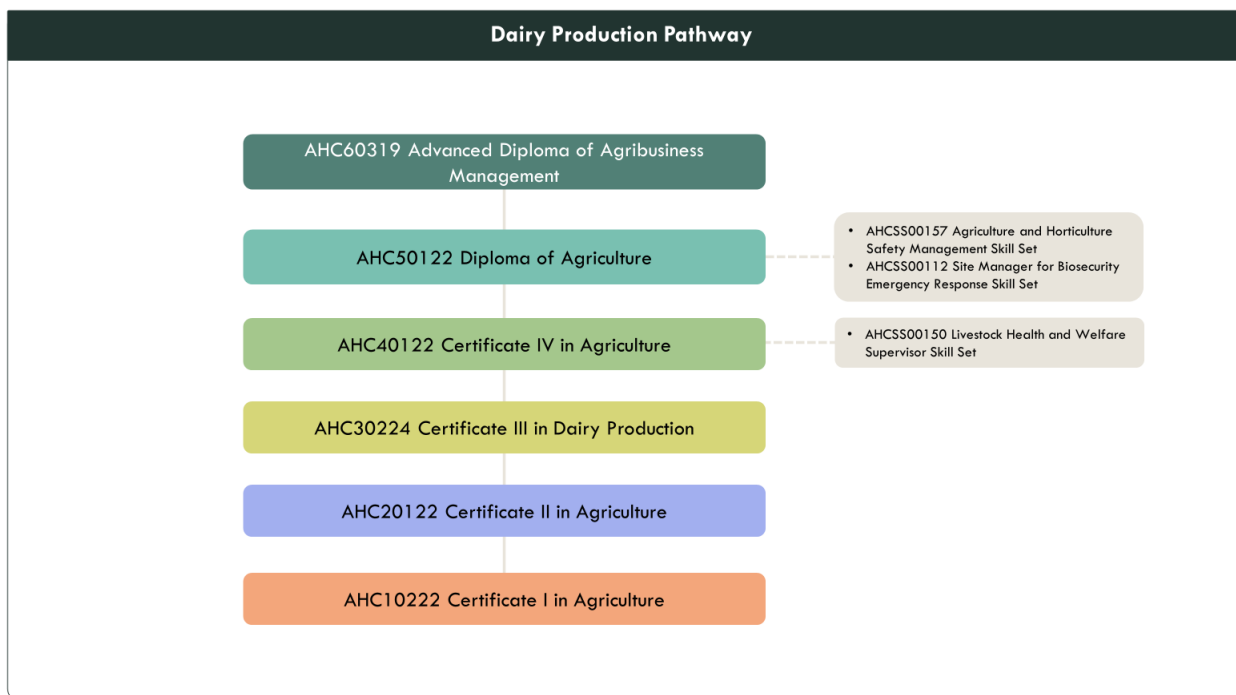 Dairy Production Pathway
AHC60319 Advanced Diploma of Agribusiness
Management
AHC50122 Diploma of Agriculture
• AHCSS00157 Agriculture and Horticulture
Safety Management Skill Set
• AHCSS00112 Site Manager for Biosecurity
Emergency Response Skill Set
AHC40122 Certificate IV in Agriculture
• AHCSS00150 Livestock Health and Welfare
Supervisor Skill Set
AHC30224 Certificate III in Dairy Production
AHC20122 Certificate II in Agriculture
AHC10222 Certificate I in Agriculture